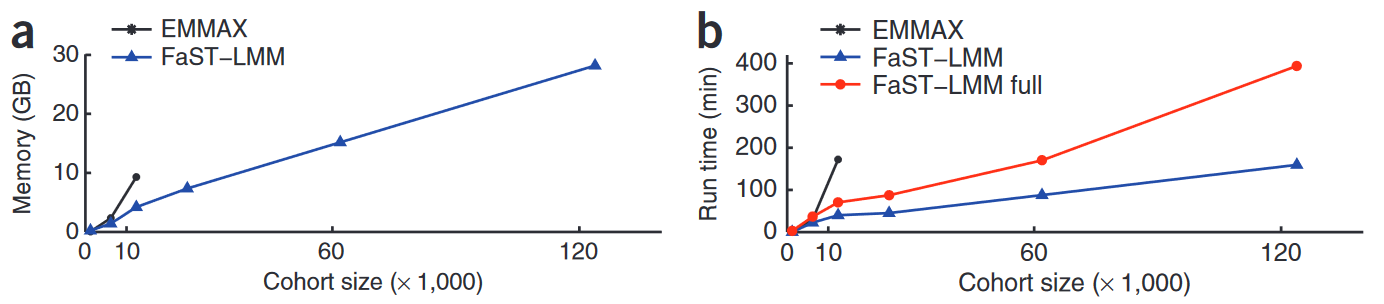 a
EMMAX
FaST–LMM
Memory (GB)
30
20
10
0
0 10 60 120
Cohort size (× 1,000)
b
EMMAX
FaST–LMM
FaST–LMM full
Run time (min)
400
300
200
100
0
0 10 60 120
Cohort size (× 1,000)